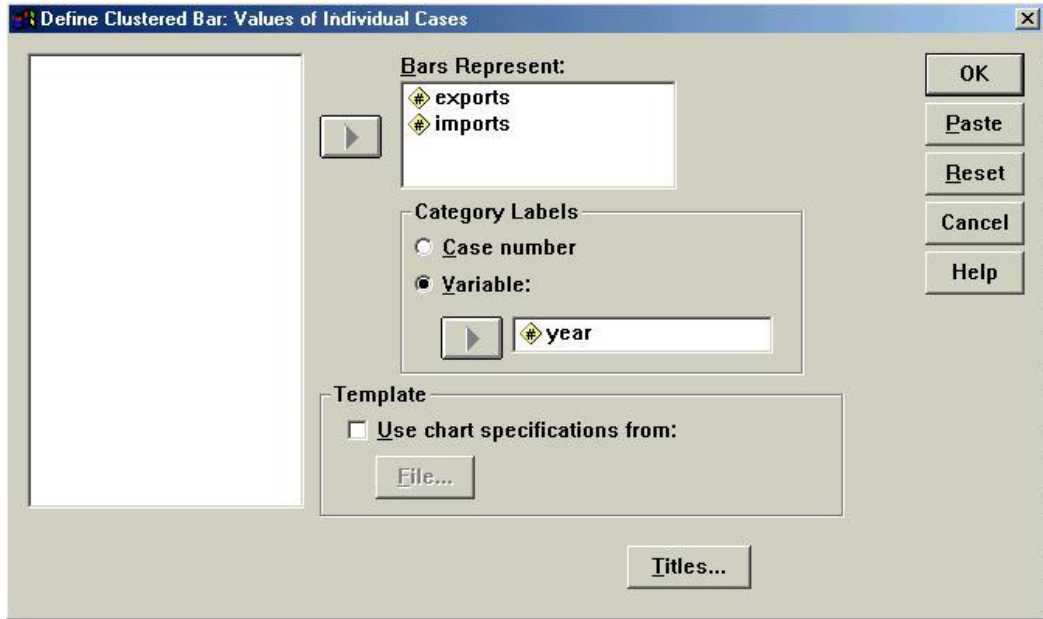 Define Clustered Bar: Values of Individual Cases
Bars Represent:
# exports
# imports
Category Labels
Case number
Variable:
# year
Template
Use chart specifications from:
File...
Titles...
OK
Paste
Reset
Cancel
Help